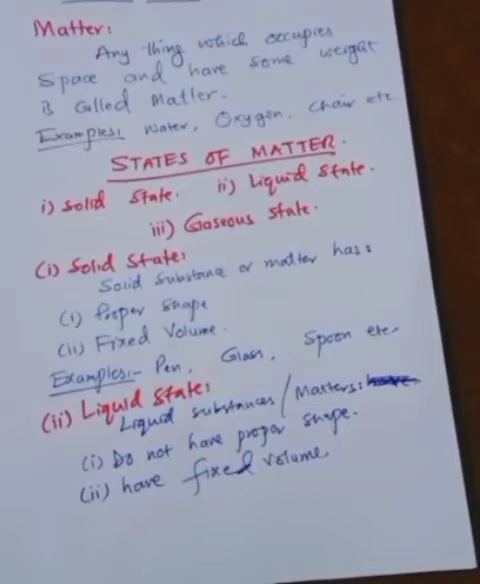 Matter:
Any thing which occupies
Space and have some weight
is Called Matter.
Examples: Water, Oxygen, Chair etc
STATES OF MATTER.
i) Solid State. ii) Liquid State.
iii) Gaseous State.
(i) Solid State:
Solid Substance or matter has:
(i) Proper Shape
(ii) Fixed Volume.
Examples:- Pen, Glass, Spoon etc-
(ii) Liquid State:
Liquid Substances / Matters:
(i) Do not have proper shape.
(ii) have fixed volume.